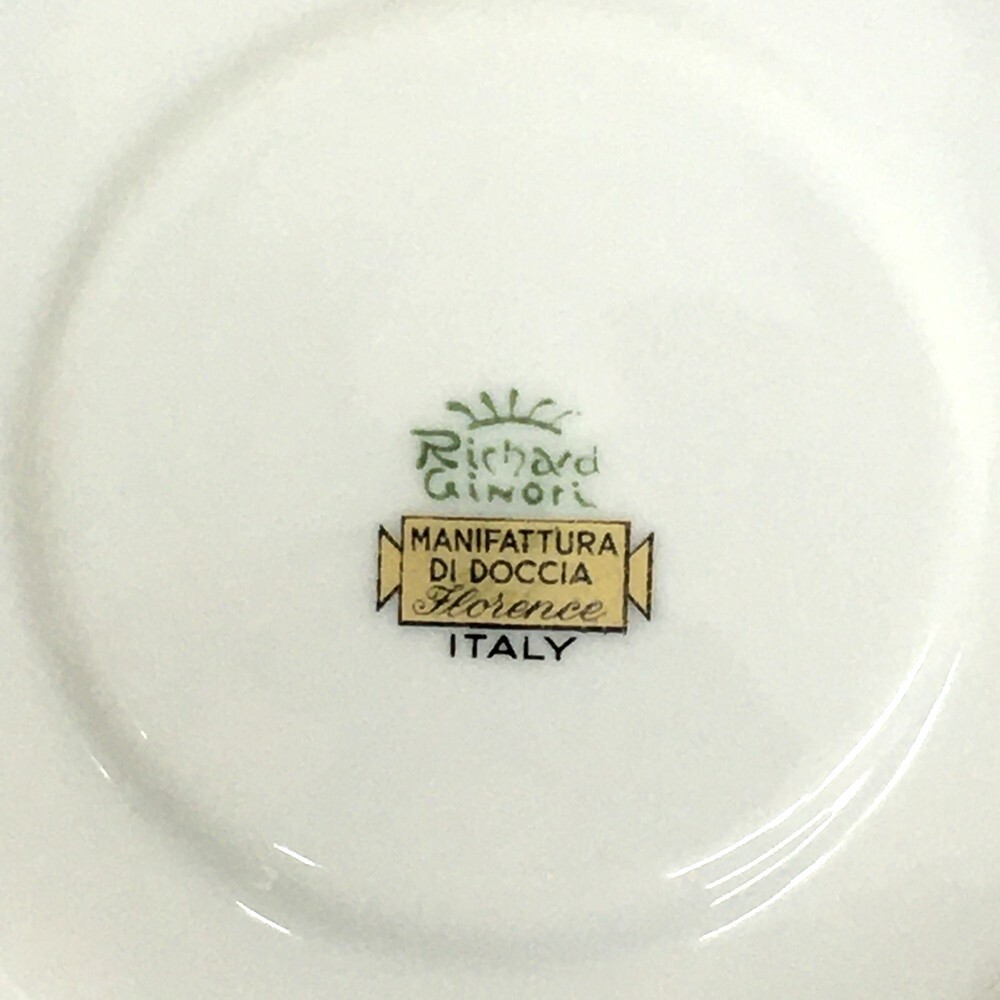 Richard
Ginori
MANIFATTURA
DI DOCCIA
Florence
ITALY